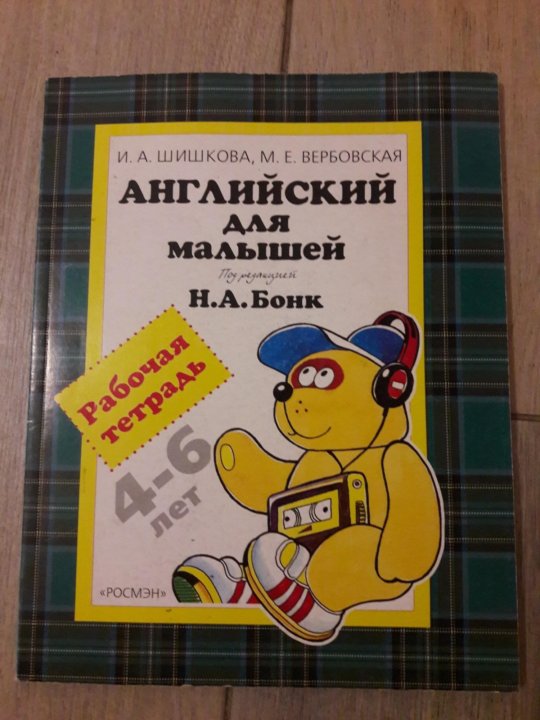 И. А. ШИШКОВА, М. Е. ВЕРБОВСКАЯ
АНГЛИЙСКИЙ
ДЛЯ
МАЛЫШЕЙ
Под редакцией
Н.А.Бонк
Рабочая
тетрадь
4-6
лет
«РОСМЭН»